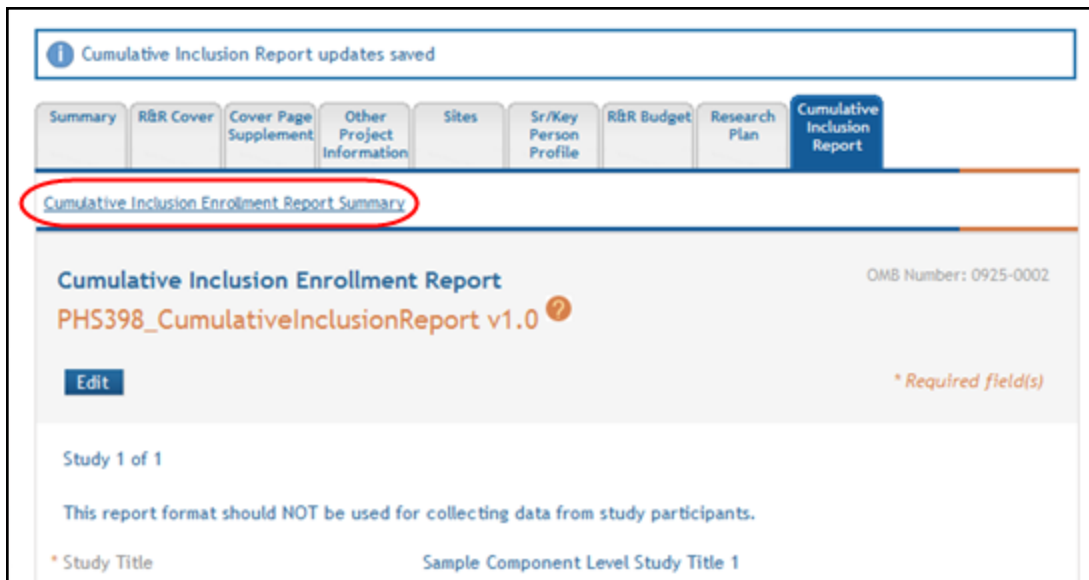 Cumulative Inclusion Report updates saved
Summary
R&R Cover
Cover Page
Supplement
Other
Project
Information
Sites
Sr/Key
Person
Profile
R&R Budget
Research
Plan
Cumulative
Inclusion
Report
Cumulative Inclusion Enrollment Report Summary
Cumulative Inclusion Enrollment Report
OMB Number: 0925-0002
PHS398_CumulativeInclusionReport v1.0 ?
Edit
* Required field(s)
Study 1 of 1
This report format should NOT be used for collecting data from study participants.
* Study Title
Sample Component Level Study Title 1